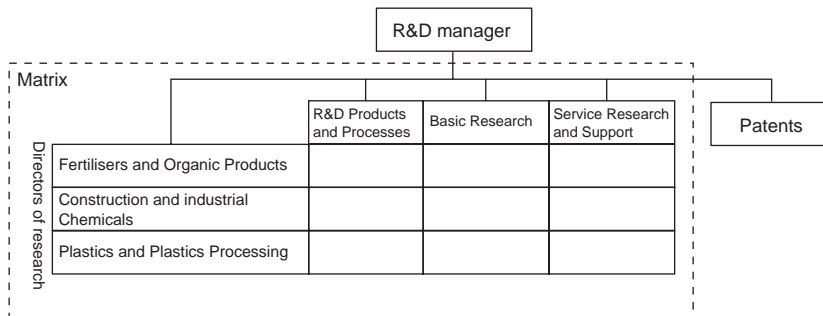 R&D manager
Matrix
R&D Products
and Processes
Basic Research
Service Research
and Support
Patents
Directors of research
Fertilisers and Organic Products
Construction and industrial
Chemicals
Plastics and Plastics Processing